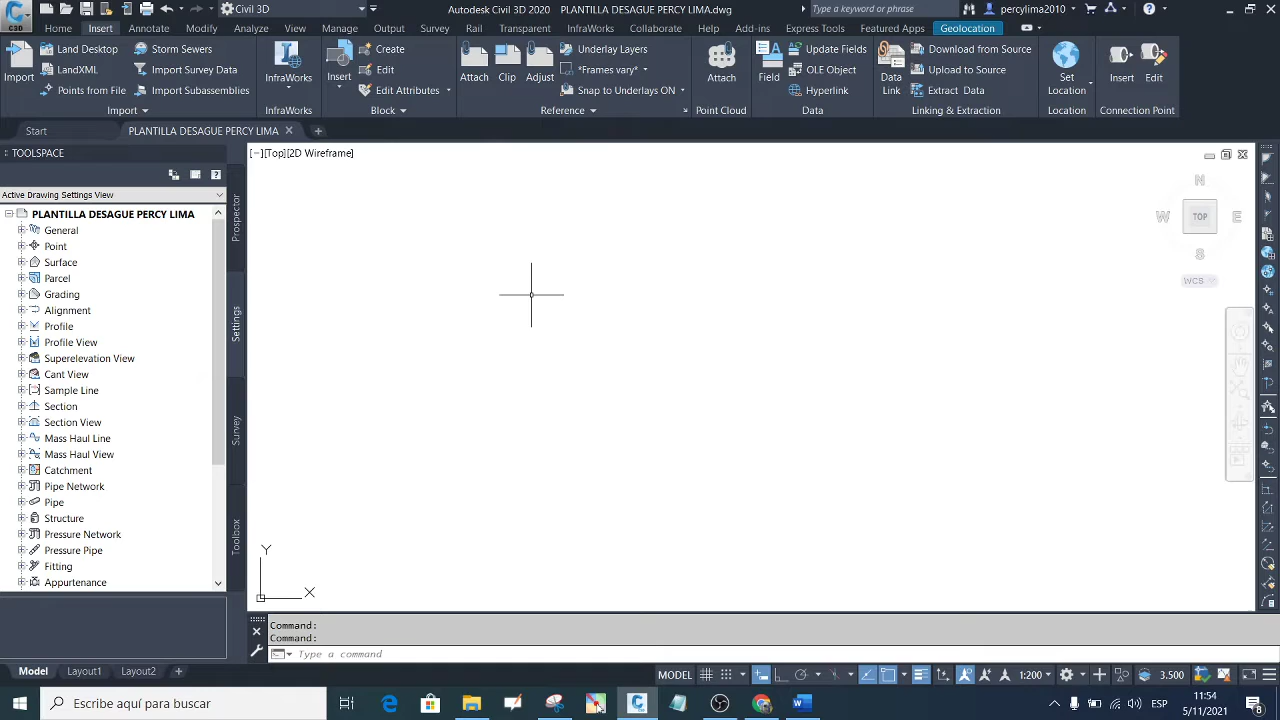 Civil 3D
Autodesk Civil 3D 2020 PLANTILLA DESAGUE PERCY LIMA.dwg
Type a keyword or phrase
percylima2010
C3D
Home Insert Annotate Modify Analyze View Manage Output Survey Rail Transparent InfraWorks Collaborate Help Add-ins Express Tools Featured Apps Geolocation
Import
Land Desktop
LandXML
Points from File
Storm Sewers
Import Survey Data
Import Subassemblies
Import
InfraWorks
InfraWorks
Insert
Create
Edit
Edit Attributes
Block
Attach
Clip
Adjust
Underlay Layers
*Frames vary*
Snap to Underlays ON
Reference
Attach
Point Cloud
Field
Update Fields
OLE Object
Hyperlink
Data
Data
Link
Download from Source
Upload to Source
Extract Data
Linking & Extraction
Set
Location
Location
Insert
Edit
Connection Point
Start
PLANTILLA DESAGUE PERCY LIMA
TOOLSPACE
Active Drawing Settings View
PLANTILLA DESAGUE PERCY LIMA
General
Point
Surface
Parcel
Grading
Alignment
Profile
Profile View
Superelevation View
Cant View
Sample Line
Section
Section View
Mass Haul Line
Mass Haul View
Catchment
Pipe Network
Pipe
Structure
Pressure Network
Pressure Pipe
Fitting
Appurtenance
Prospector
Settings
Survey
Toolbox
[−][Top][2D Wireframe]
N
W
TOP
E
S
WCS
Y
X
Command:
Command:
Type a command
Model
Layout1
Layout2
MODEL
1:200
3.500
Escribe aquí para buscar
ESP
11:54
5/11/2021